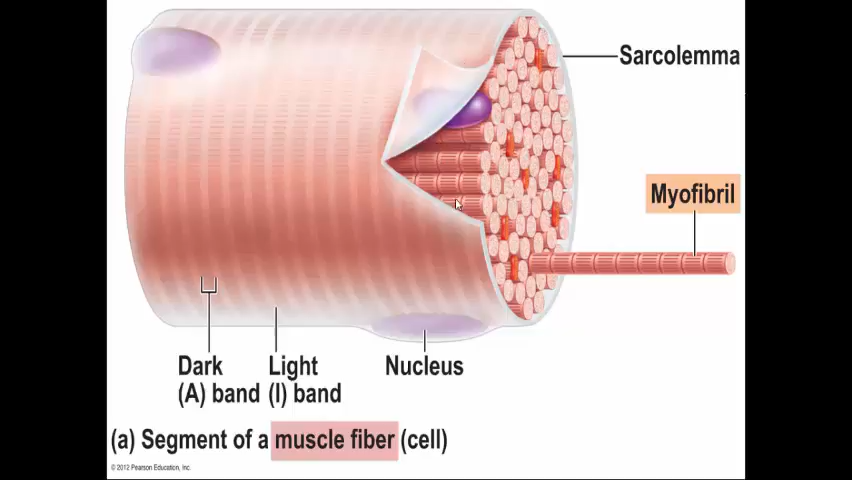 Sarcolemma
Myofibril
Dark
(A) band
Light
(I) band
Nucleus
(a) Segment of a muscle fiber (cell)
© 2012 Pearson Education, Inc.